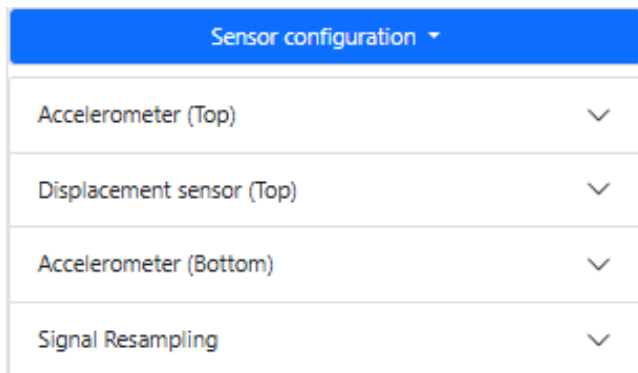 Sensor configuration
Accelerometer (Top)
Displacement sensor (Top)
Accelerometer (Bottom)
Signal Resampling